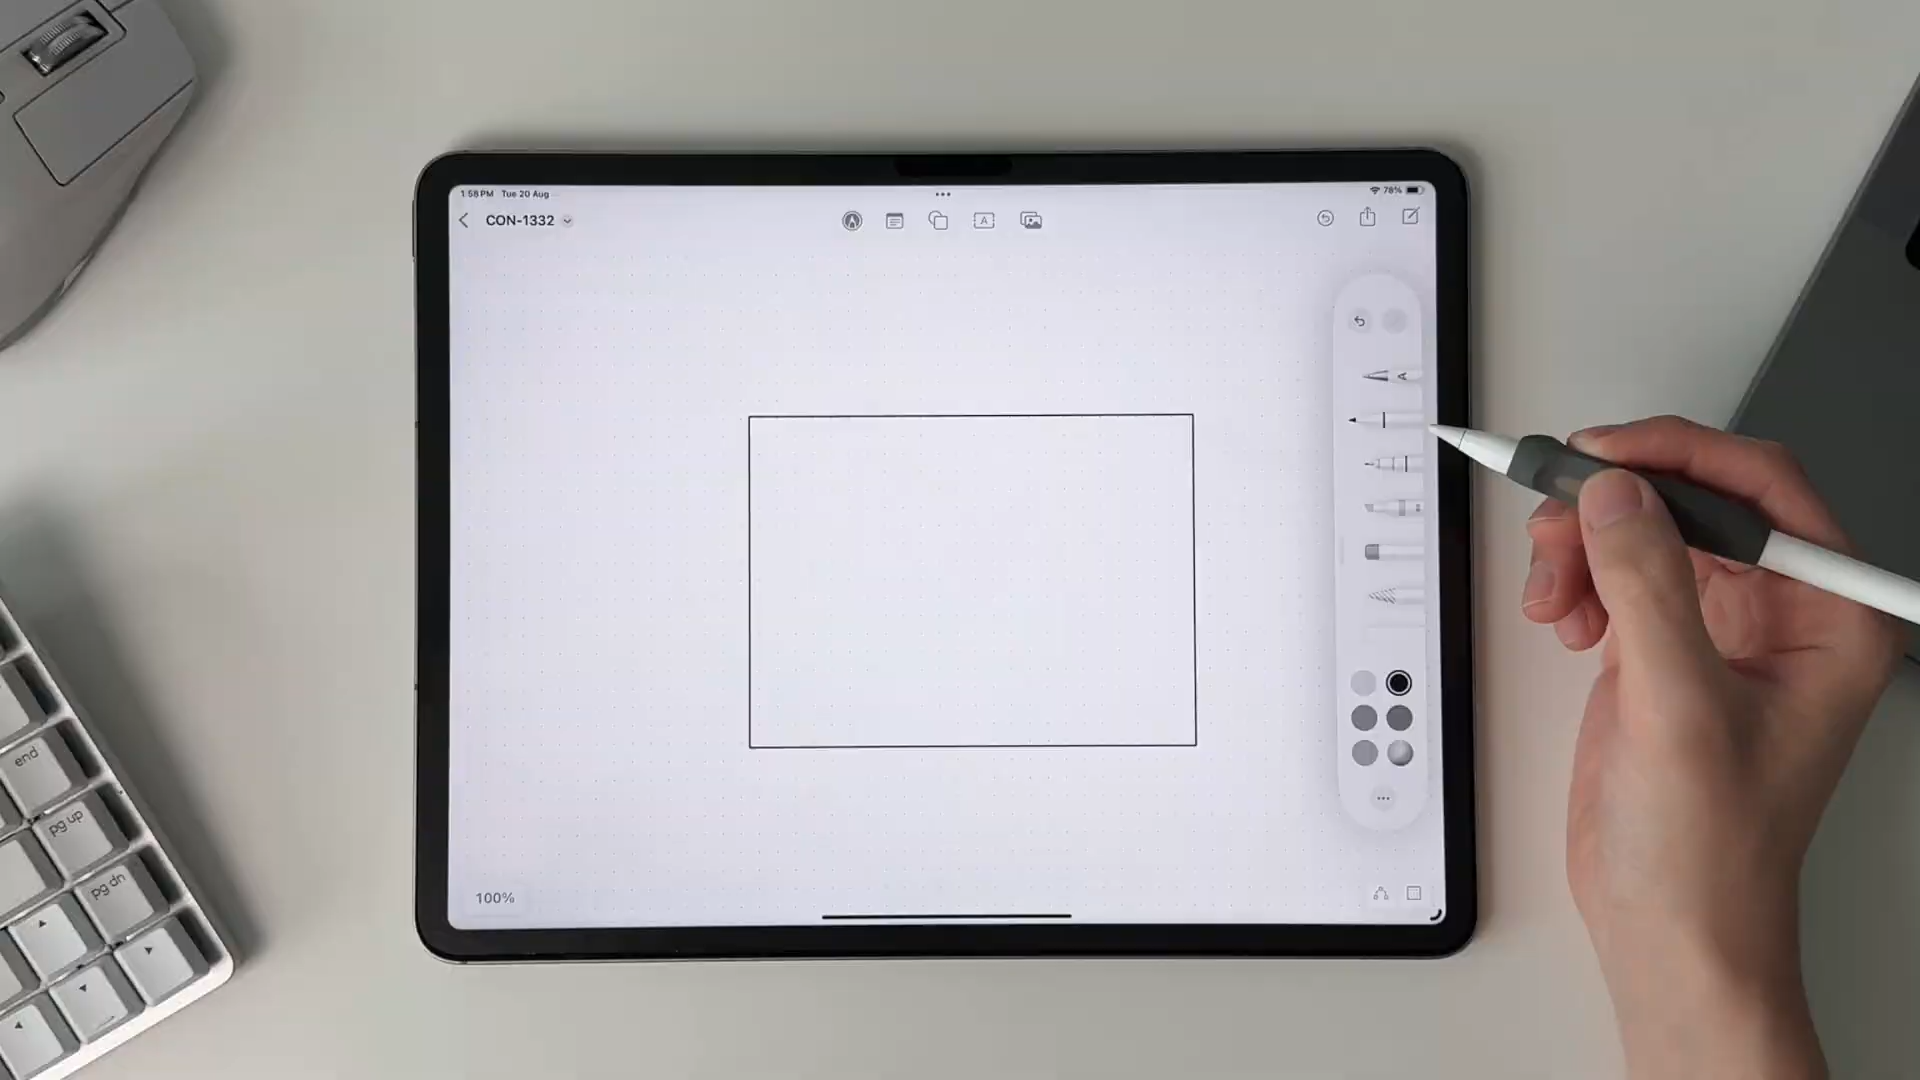 1:58 PM Tue 20 Aug
78%
CON-1332
A
A
100%
end
pg up
pg dn